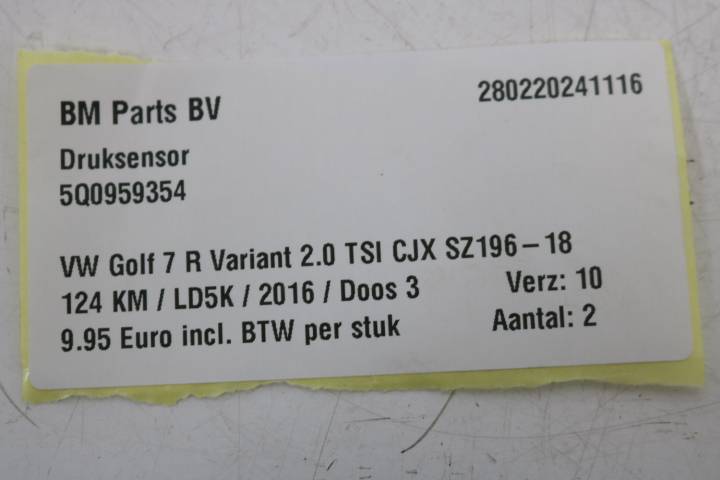 BM Parts BV 280220241116
Druksensor
5Q0959354
VW Golf 7 R Variant 2.0 TSI CJX SZ196-18
124 KM / LD5K / 2016 / Doos 3 Verz: 10
9.95 Euro incl. BTW per stuk Aantal: 2